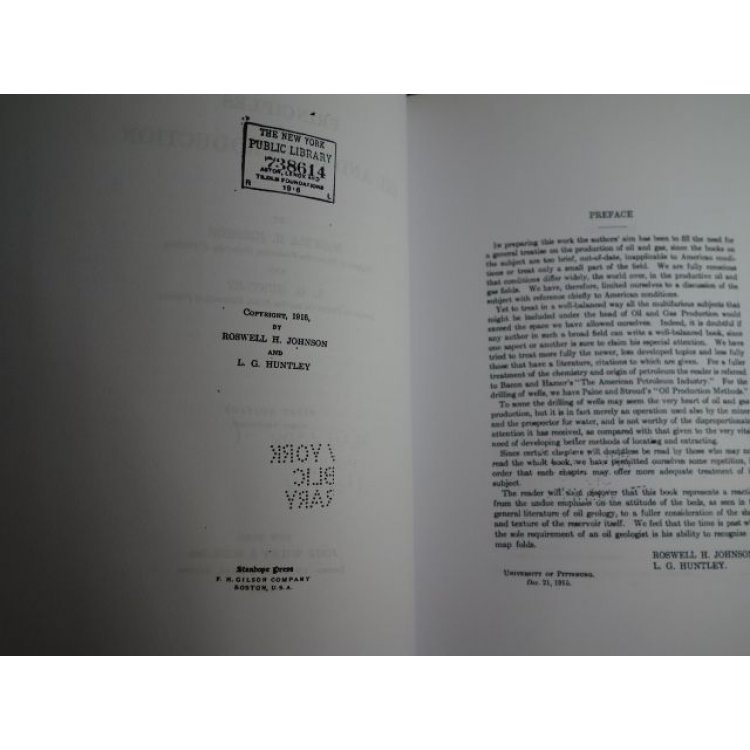 THE NEW YORK
PUBLIC LIBRARY
738614
ASTOR, LENOX AND
TILDEN FOUNDATIONS
R 1916 L
COPYRIGHT, 1916,
BY
ROSWELL H. JOHNSON
AND
L. G. HUNTLEY
YORK
BLIC
RARY
Stanhope Press
F. H. GILSON COMPANY
BOSTON, U.S.A.
PREFACE
In preparing this work the authors' aim has been to fill the need for
a general treatise on the production of oil and gas, since the books on
the subject are too brief, out-of-date, inapplicable to American condi-
tions or treat only a small part of the field. We are fully conscious
that conditions differ widely, the world over, in the productive oil and
gas fields. We have, therefore, limited ourselves to a discussion of the
subject with reference chiefly to American conditions.
Yet to treat in a well-balanced way all the multifarious subjects that
might be included under the head of Oil and Gas Production would
exceed the space we have allowed ourselves. Indeed, it is doubtful if
any author in such a broad field can write a well-balanced book, since
one aspect or another is sure to claim his especial attention. We have
tried to treat more fully the newer, less developed topics and less fully
those that have a literature, citations to which are given. For a fuller
treatment of the chemistry and origin of petroleum the reader is referred
to Bacon and Hamor's "The American Petroleum Industry." For the
drilling of wells, we have Paine and Stroud's "Oil Production Methods."
To some the drilling of wells may seem the very heart of oil and gas
production, but it is in fact merely an operation used also by the miner
and the prospector for water, and is not worthy of the disproportionate
attention it has received, as compared with that given to the very vital
need of developing better methods of locating and extracting.
Since certain chapters will doubtless be read by those who may not
read the whole book, we have permitted ourselves some repetition,
order that each chapter may offer more adequate treatment of
subject.
The reader will soon discover that this book represents a reaction
from the undue emphasis on the attitude of the beds, as seen in
general literature of oil geology, to a fuller consideration of the
and texture of the reservoir itself. We feel that the time is past
the sole requirement of an oil geologist is his ability to recognize
map folds.
ROSWELL H. JOHNSON
L. G. HUNTLEY.
UNIVERSITY OF PITTSBURG,
Dec. 21, 1915.